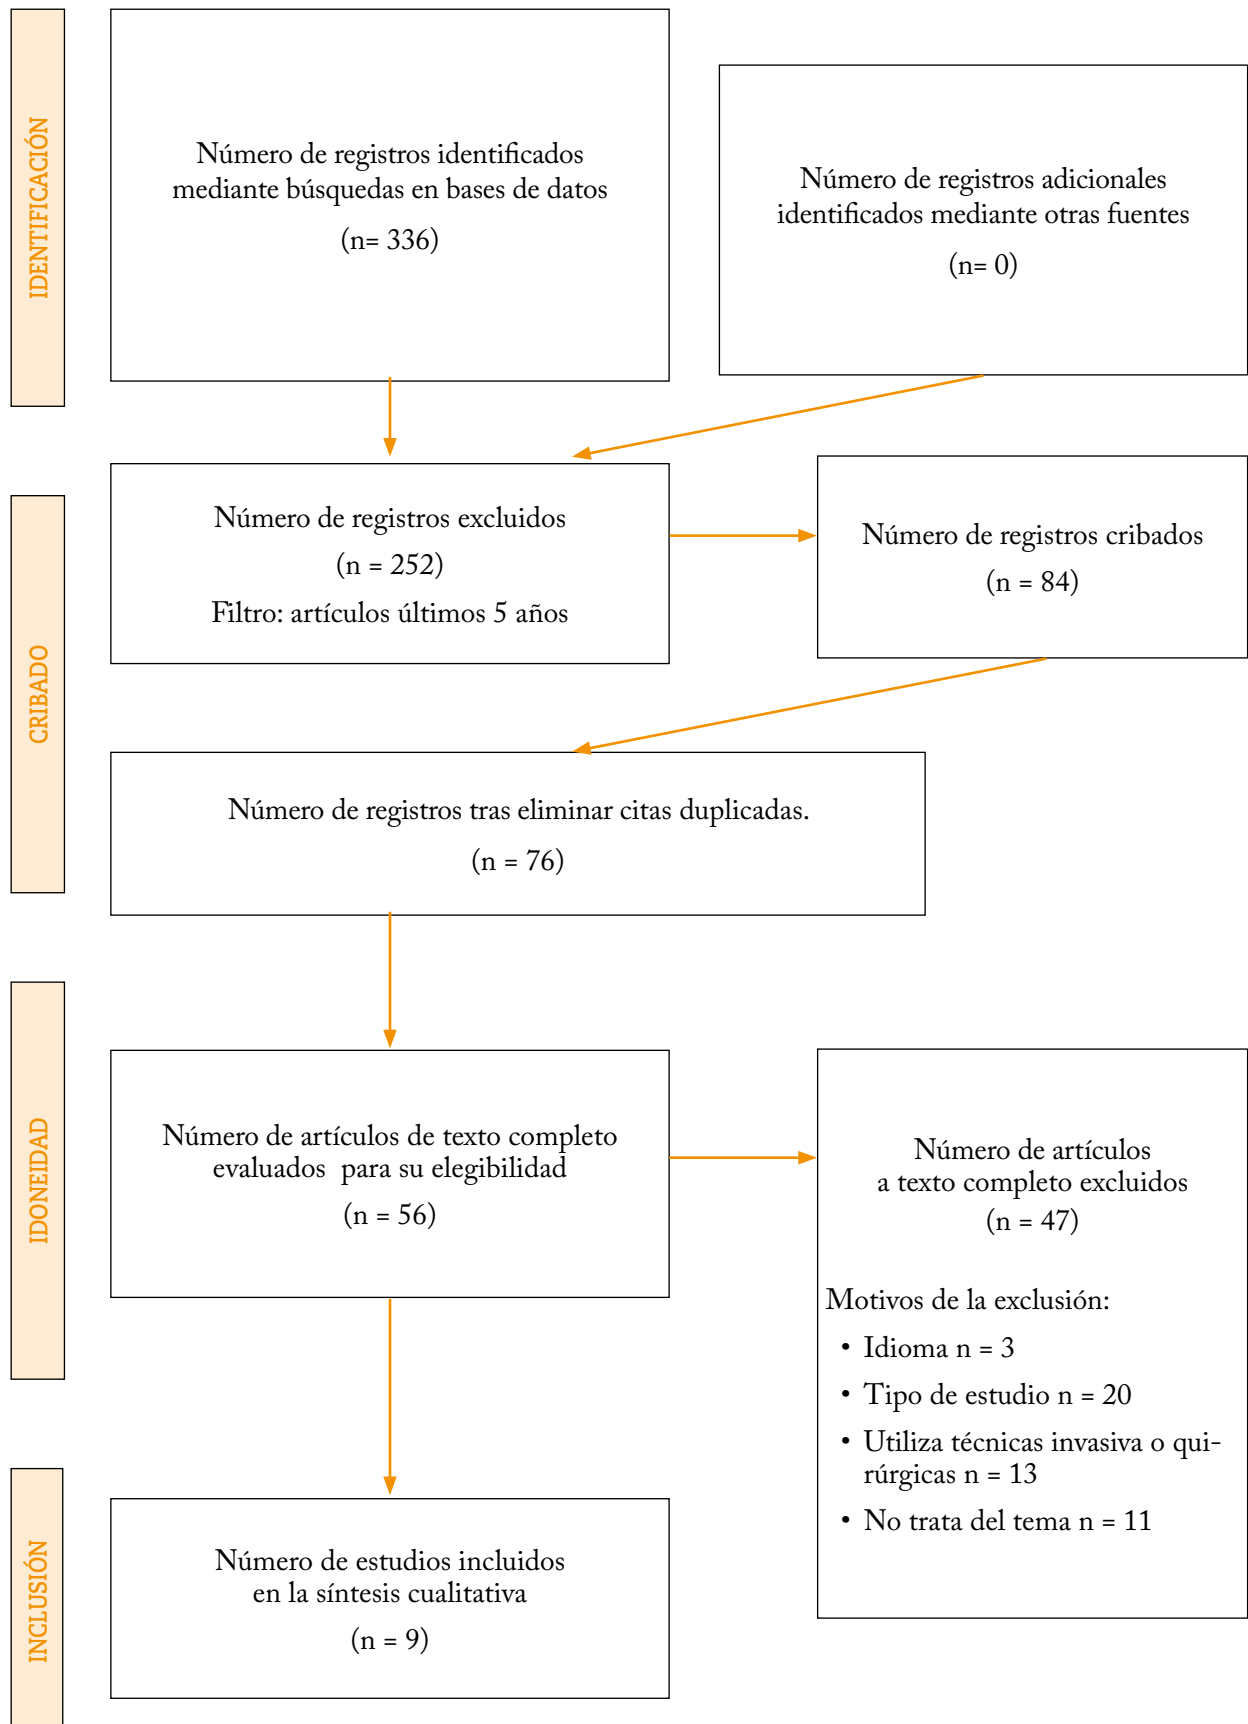 IDENTIFICACIÓN
Número de registros identificados
mediante búsquedas en bases de datos
(n= 336)
Número de registros adicionales
identificados mediante otras fuentes
(n= 0)
CRIBADO
Número de registros excluidos
(n = 252)
Filtro: artículos últimos 5 años
Número de registros cribados
(n = 84)
Número de registros tras eliminar citas duplicadas.
(n = 76)
IDONEIDAD
Número de artículos de texto completo
evaluados para su elegibilidad
(n = 56)
Número de artículos
a texto completo excluidos
(n = 47)
Motivos de la exclusión:
• Idioma n = 3
• Tipo de estudio n = 20
• Utiliza técnicas invasiva o qui-
rúrgicas n = 13
• No trata del tema n = 11
INCLUSIÓN
Número de estudios incluidos
en la síntesis cualitativa
(n = 9)